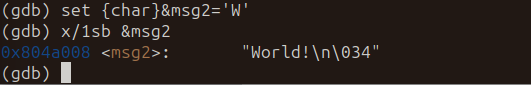 (gdb) set {char}&msg2='W'
(gdb) x/1sb &msg2
0x804a008 <msg2>:        "World!\n\034"
(gdb)